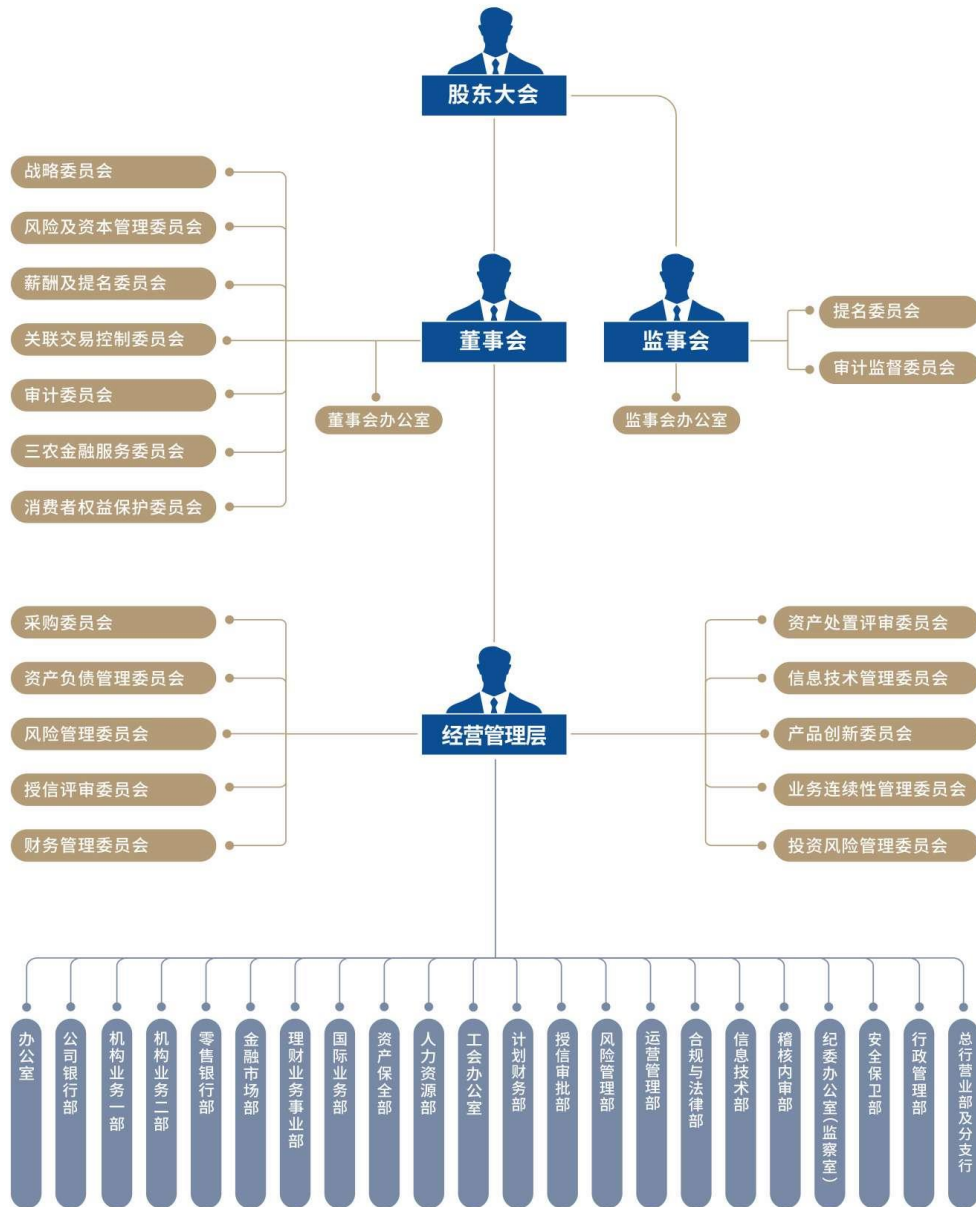 股东大会
战略委员会
风险及资本管理委员会
薪酬及提名委员会
关联交易控制委员会
审计委员会
三农金融服务委员会
消费者权益保护委员会
董事会
董事会办公室
监事会
监事会办公室
提名委员会
审计监督委员会
采购委员会
资产负债管理委员会
风险管理委员会
授信评审委员会
财务管理委员会
经营管理层
资产处置评审委员会
信息技术管理委员会
产品创新委员会
业务连续性管理委员会
投资风险管理委员会
办公室
公司银行部
机构业务一部
机构业务二部
零售银行部
金融市场部
理财业务事业部
国际业务部
资产保全部
人力资源部
工会办公室
计划财务部
授信审批部
风险管理部
运营管理部
合规与法律部
信息技术部
稽核内审部
纪委办公室(监察室)
安全保卫部
行政管理部
总行营业部及分支行